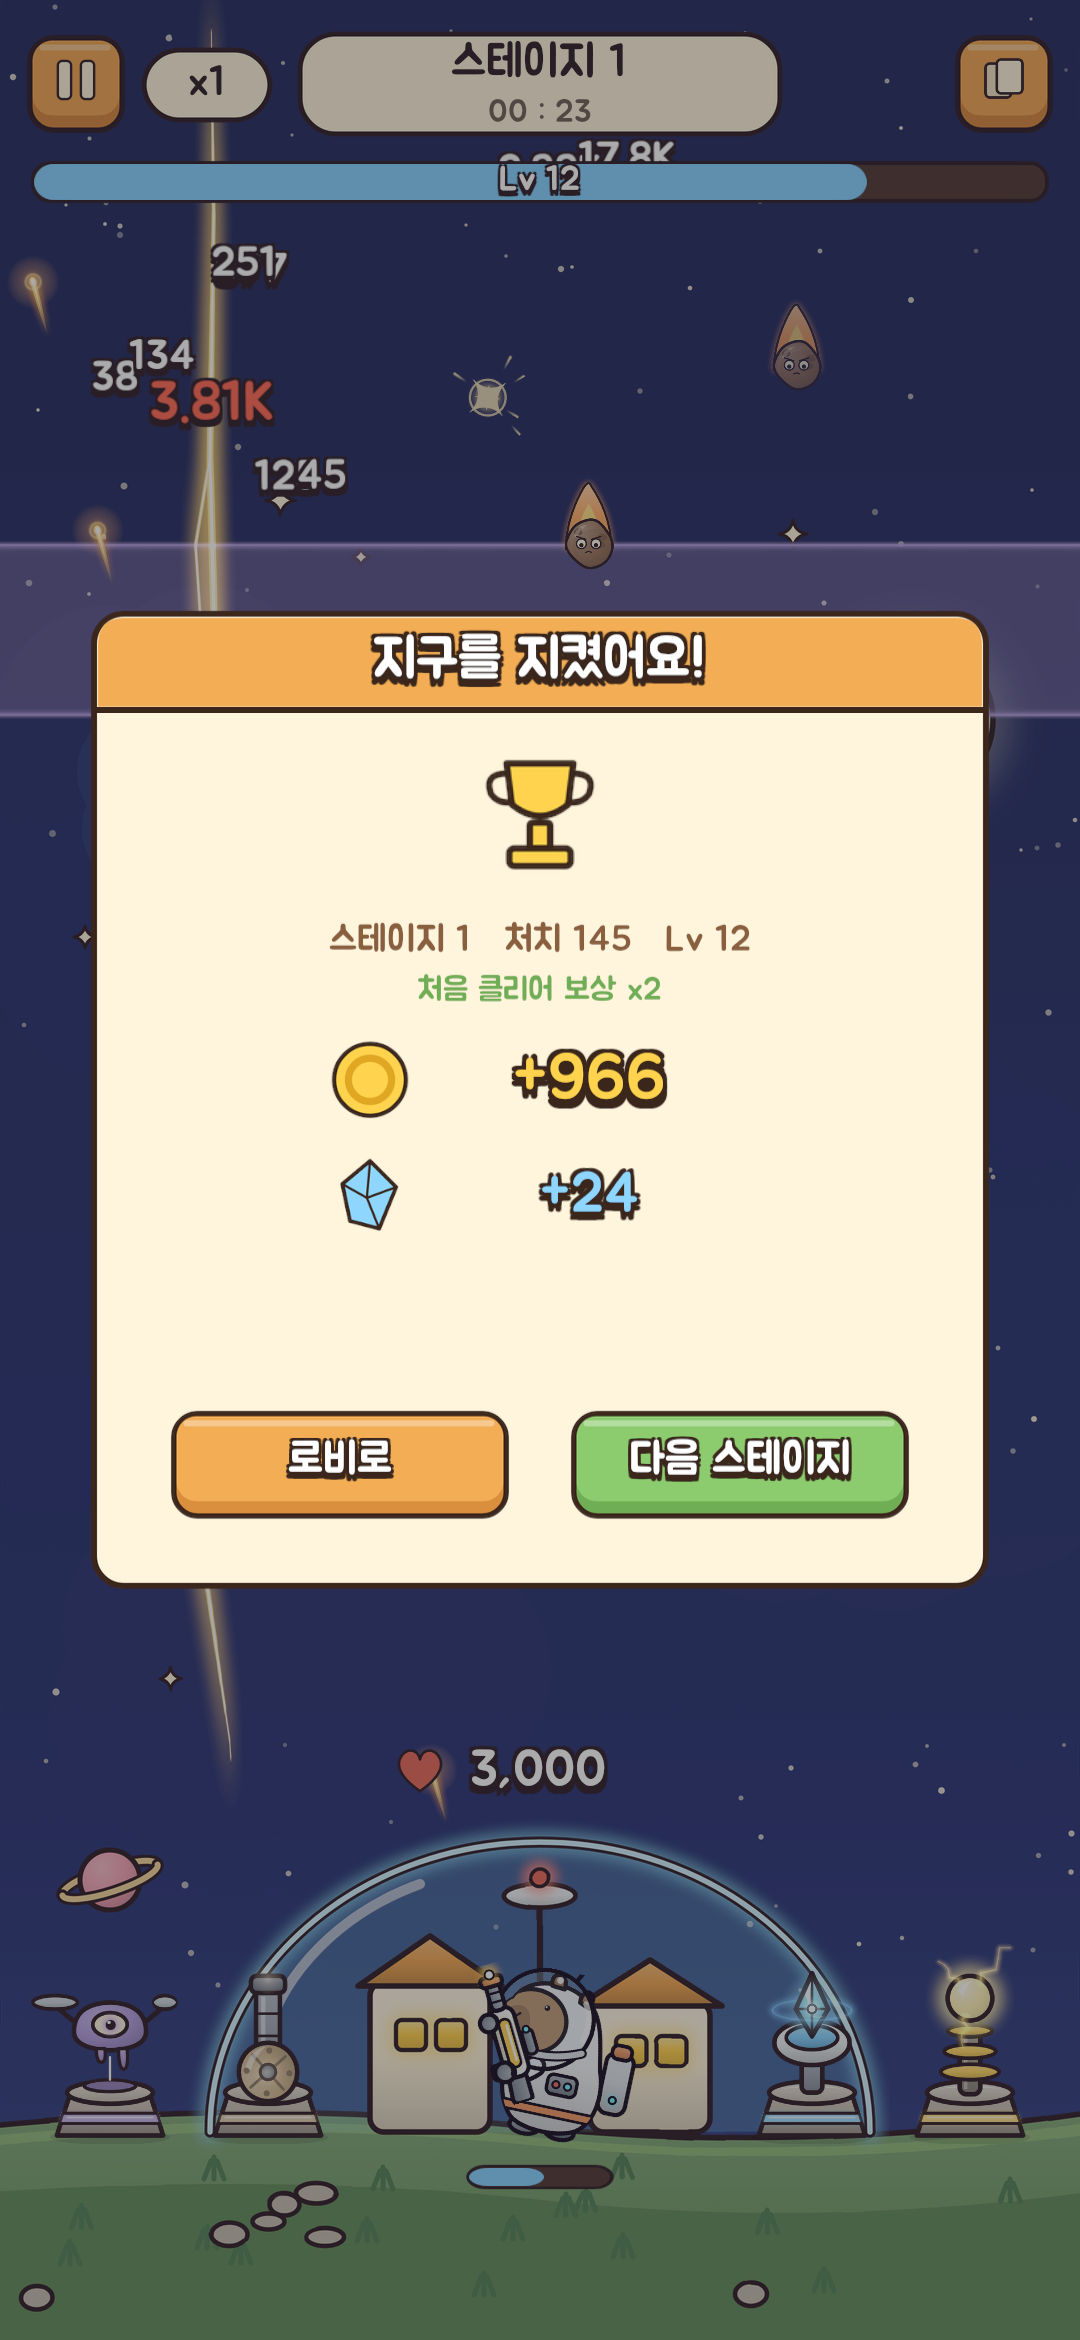 스테이지 1
x1
00 : 23
17.8K
Lv 12
251
134
38
3.81K
지구를 지켰어요!
스테이지 1 처치 145 Lv 12
처음 클리어 보상 x2
+966
+24
로비로 다음 스테이지
3,000